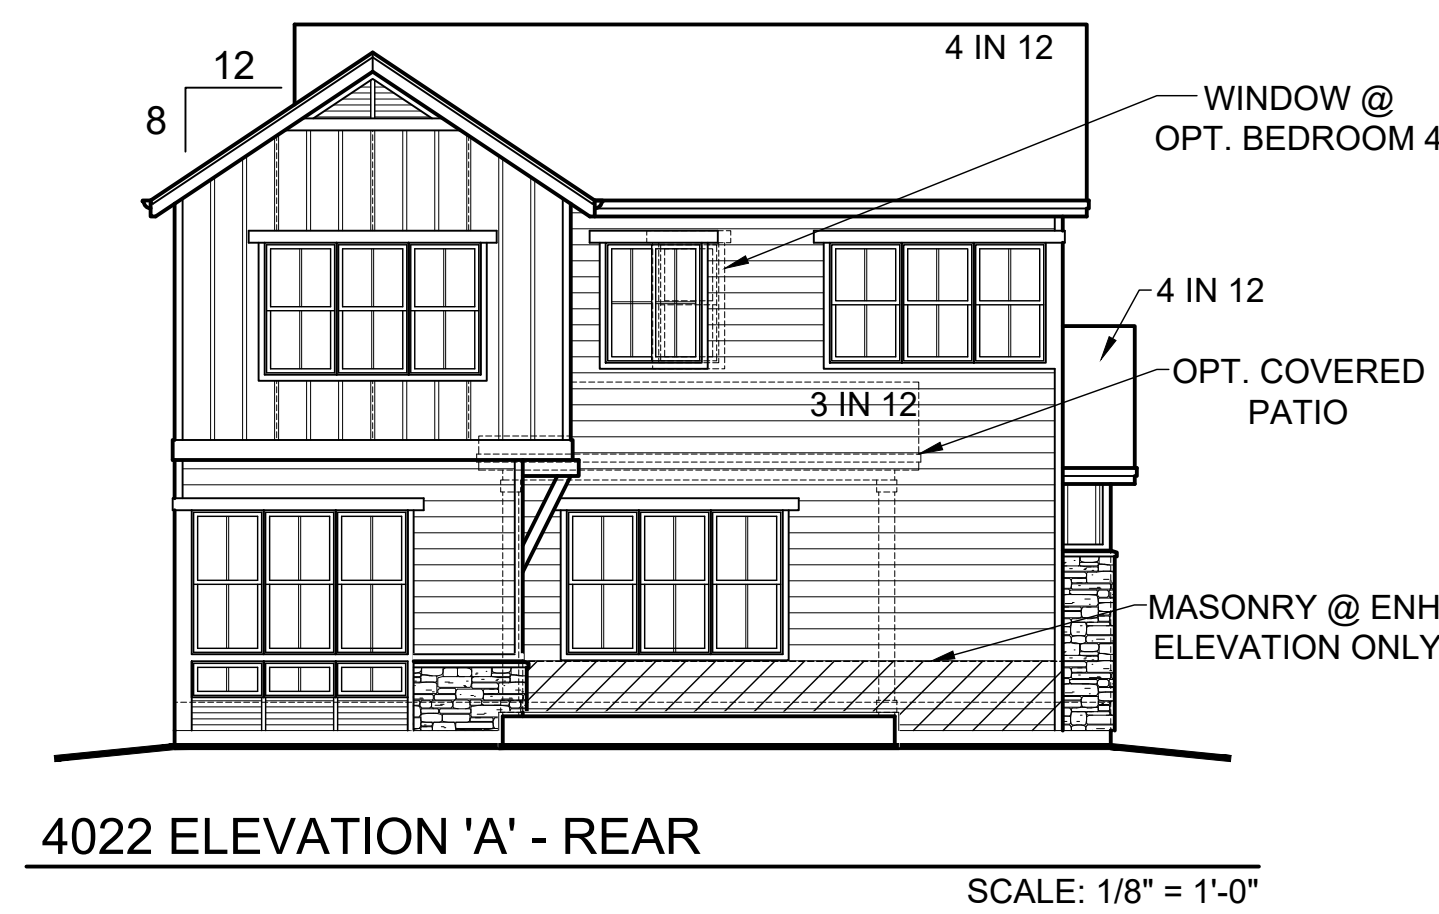 4 IN 12
12
8
WINDOW @
OPT. BEDROOM 4
4 IN 12
OPT. COVERED
PATIO
3 IN 12
MASONRY @ ENH
ELEVATION ONLY
4022 ELEVATION 'A' - REAR
SCALE: 1/8" = 1'-0"